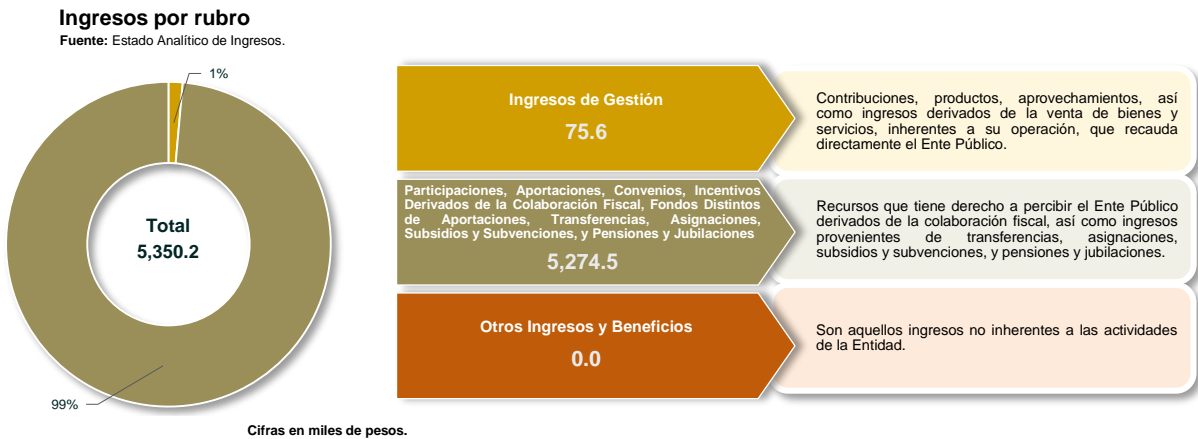 Ingresos por rubro
Fuente: Estado Analítico de Ingresos.
1%
Total
5,350.2
99%
Ingresos de Gestión
75.6
Contribuciones, productos, aprovechamientos, así
como ingresos derivados de la venta de bienes y
servicios, inherentes a su operación, que recauda
directamente el Ente Público.
Participaciones, Aportaciones, Convenios, Incentivos
Derivados de la Colaboración Fiscal, Fondos Distintos
de Aportaciones, Transferencias, Asignaciones,
Subsidios y Subvenciones, y Pensiones y Jubilaciones
5,274.5
Recursos que tiene derecho a percibir el Ente Público
derivados de la colaboración fiscal, así como ingresos
provenientes de transferencias, asignaciones,
subsidios y subvenciones, y pensiones y jubilaciones.
Otros Ingresos y Beneficios
0.0
Son aquellos ingresos no inherentes a las actividades
de la Entidad.
Cifras en miles de pesos.